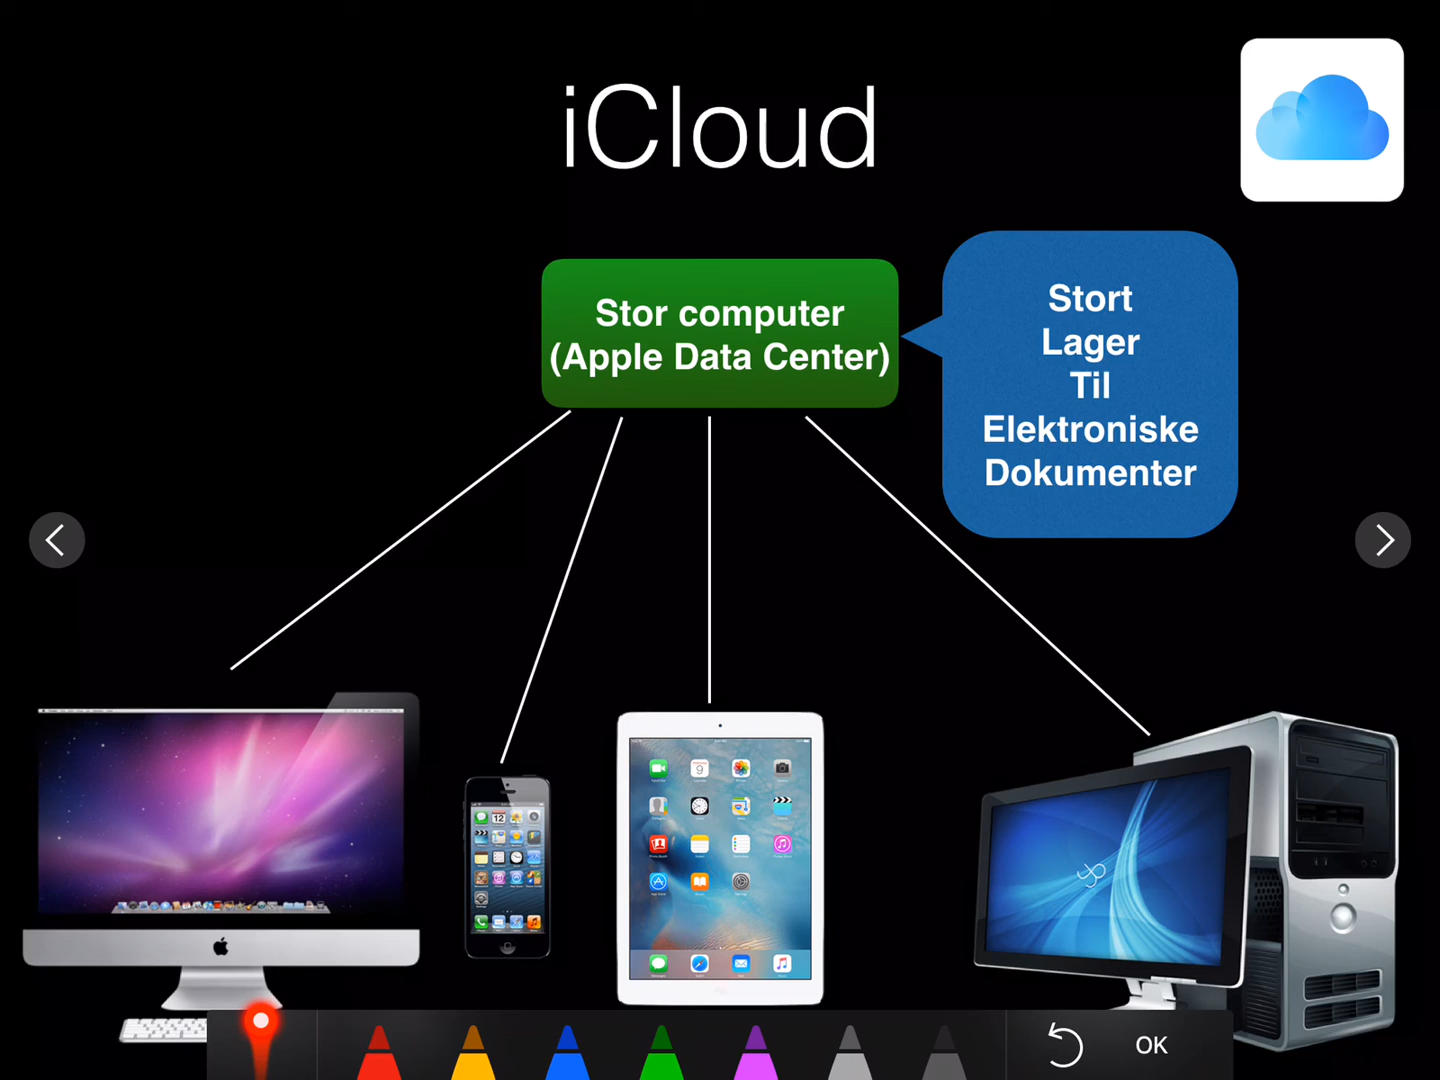 iCloud
Stor computer
(Apple Data Center)
Stort
Lager
Til
Elektroniske
Dokumenter
OK